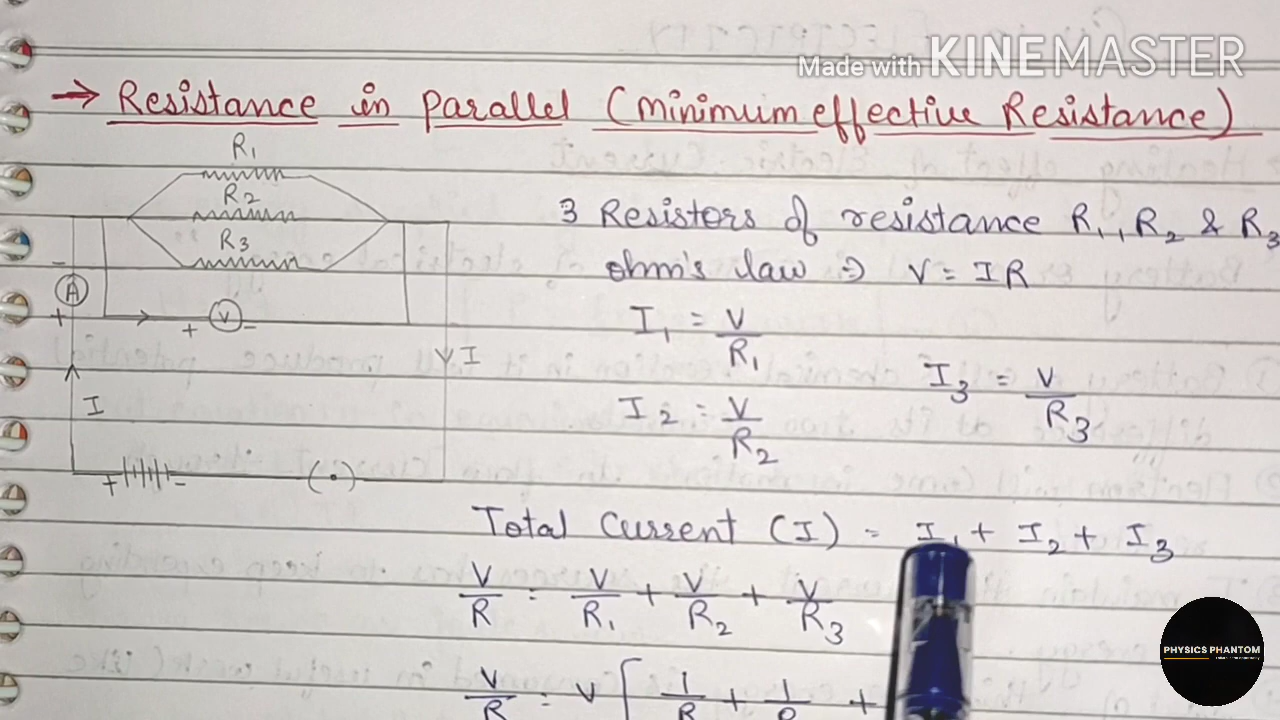 Made with KINEMASTER
→ Resistance in parallel (minimum effective Resistance)
R1
R2
R3
3 Resistors of resistance R1, R2 & R3
ohm's law ⇒ V = IR
A
- +
+ V -
I1 = V/R1
I
I3 = V/R3
I2 = V/R2
I
+ - (•)
Total Current (I) = I1 + I2 + I3
V/R = V/R1 + V/R2 + V/R3
V/R = V [ 1/R + 1/R +
PHYSICS PHANTOM